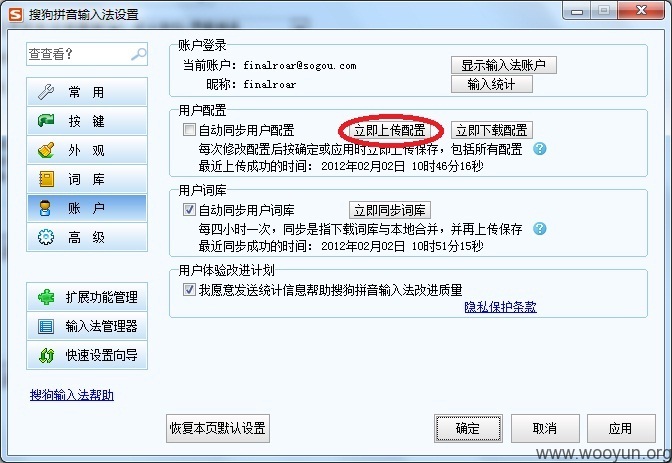 搜狗拼音输入法设置
查查看?
常 用
按 键
外 观
词 库
账 户
高 级
扩展功能管理
输入法管理器
快速设置向导
搜狗输入法帮助
账户登录
当前账户: finalroar@sogou.com
显示输入法账户
昵称: finalroar
输入统计
用户配置
自动同步用户配置 立即上传配置 立即下载配置
每次修改配置后按确定或应用时立即上传保存，包括所有配置 ?
最近上传成功的时间: 2012年02月02日 10时46分16秒
用户词库
自动同步用户词库 立即同步词库
每四小时一次，同步是指下载词库与本地合并，并再上传保存 ?
最近同步成功的时间: 2012年02月02日 10时51分15秒
用户体验改进计划
我愿意发送统计信息帮助搜狗拼音输入法改进质量
隐私保护条款
恢复本页默认设置 确定 取消 应用
www.wooyun.org